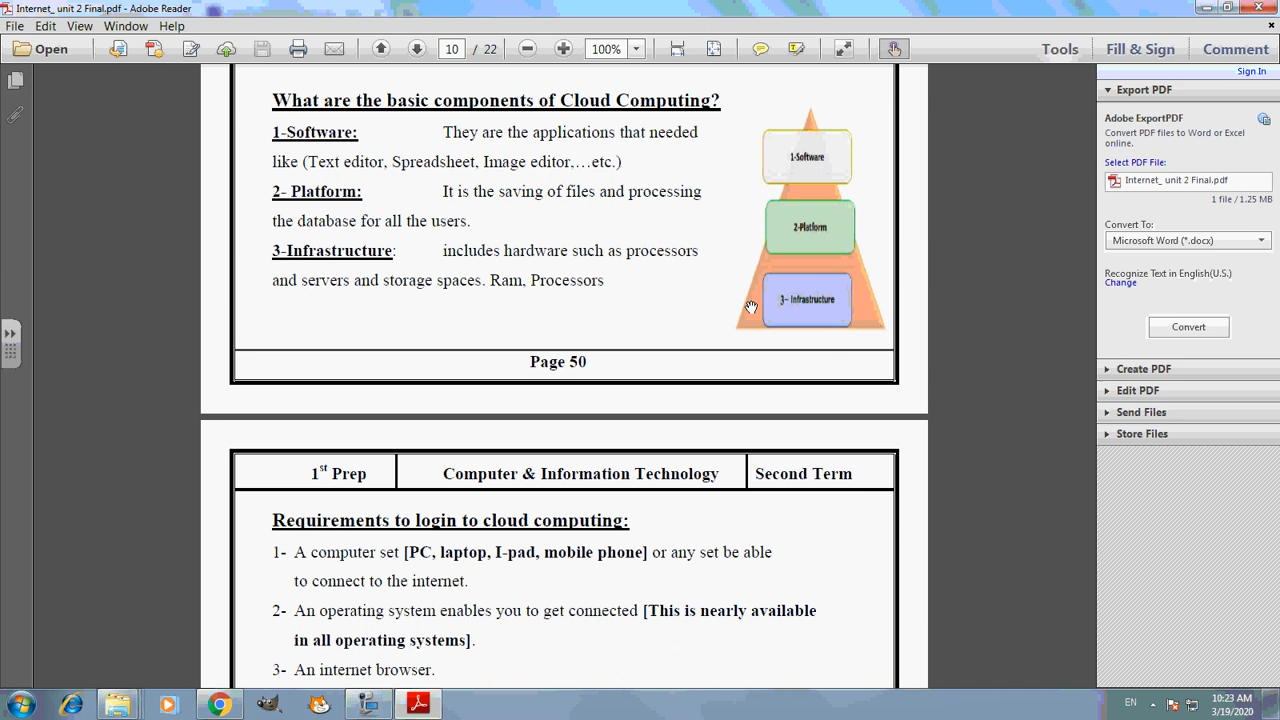 Internet_ unit 2 Final.pdf - Adobe Reader
File Edit View Window Help
Open 10 / 22 100% Tools Fill & Sign Comment
Sign In
What are the basic components of Cloud Computing?
1-Software: They are the applications that needed
like (Text editor, Spreadsheet, Image editor,…etc.)
2- Platform: It is the saving of files and processing
the database for all the users.
3-Infrastructure: includes hardware such as processors
and servers and storage spaces. Ram, Processors
1-Software
2-Platform
3- Infrastructure
Page 50
1st Prep Computer & Information Technology Second Term
Requirements to login to cloud computing:
1- A computer set [PC, laptop, I-pad, mobile phone] or any set be able
to connect to the internet.
2- An operating system enables you to get connected [This is nearly available
in all operating systems].
3- An internet browser.
Export PDF
Adobe ExportPDF
Convert PDF files to Word or Excel
online.
Select PDF File:
Internet_ unit 2 Final.pdf
1 file / 1.25 MB
Convert To:
Microsoft Word (*.docx)
Recognize Text in English(U.S.)
Change
Convert
Create PDF
Edit PDF
Send Files
Store Files
EN 10:23 AM
3/19/2020